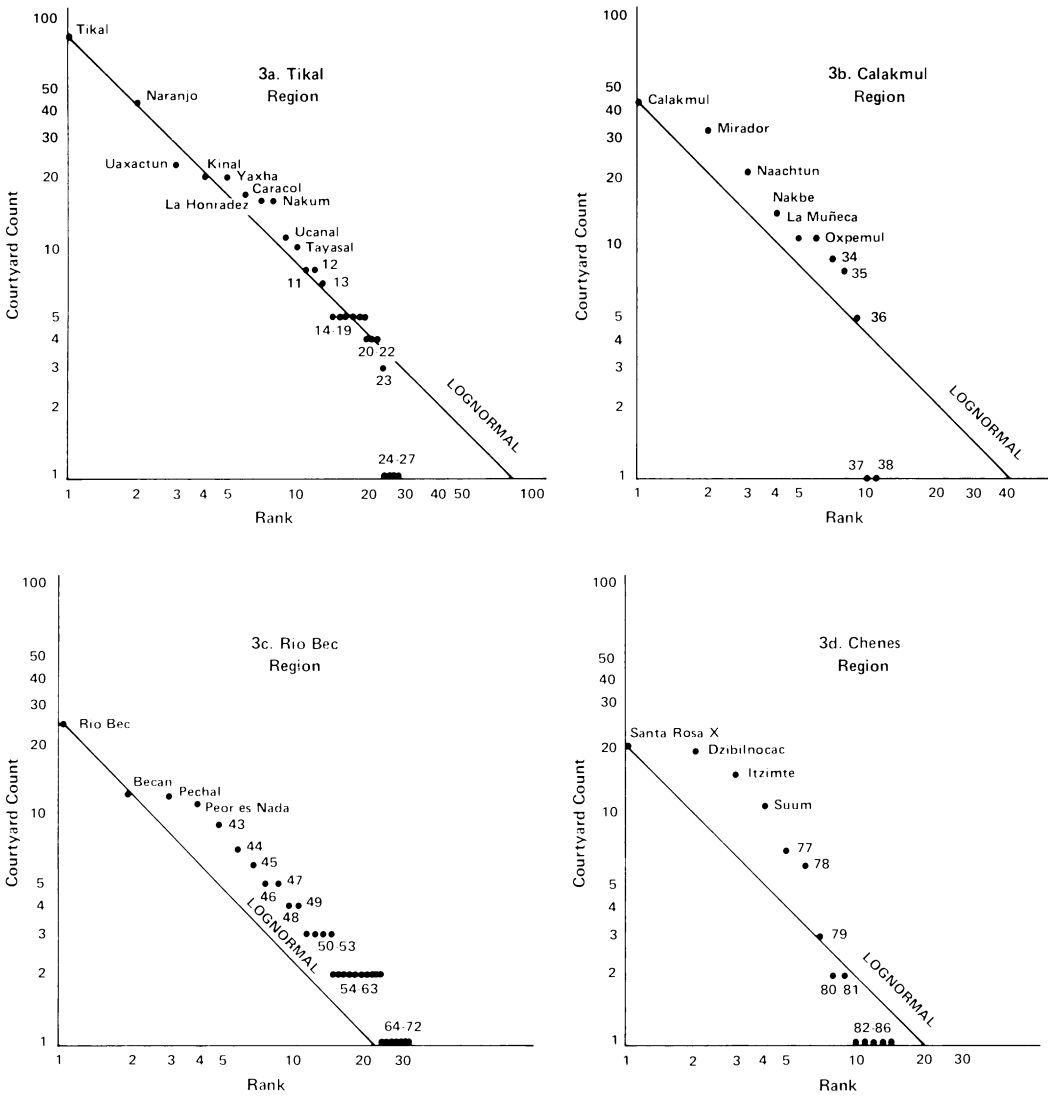 3a. Tikal
Region
Courtyard Count
100
50
40
30
20
10
5
4
3
2
1
Tikal
Naranjo
Uaxactun
Kinal
Yaxha
Caracol
La Honradez
Nakum
Ucanal
Tayasal
12
11
13
14-19
20-22
23
24-27
LOGNORMAL
1 2 3 4 5 10 20 30 40 50 100
Rank
3b. Calakmul
Region
Courtyard Count
100
50
40
30
20
10
5
4
3
2
1
Calakmul
Mirador
Naachtun
Nakbe
La Muñeca
Oxpemul
34
35
36
37 38
LOGNORMAL
1 2 3 4 5 10 20 30 40
Rank
3c. Rio Bec
Region
Courtyard Count
100
50
40
30
20
10
5
4
3
2
1
Rio Bec
Becan
Pechal
Peor es Nada
43
44
45
47
46
49
48
50-53
54 63
64-72
LOGNORMAL
1 2 3 4 5 10 20 30
Rank
3d. Chenes
Region
Courtyard Count
100
50
40
30
20
10
5
4
3
2
1
Santa Rosa X
Dzibilnocac
Itzimte
Suum
77
78
79
80 81
82-86
LOGNORMAL
1 2 3 4 5 10 20 30
Rank